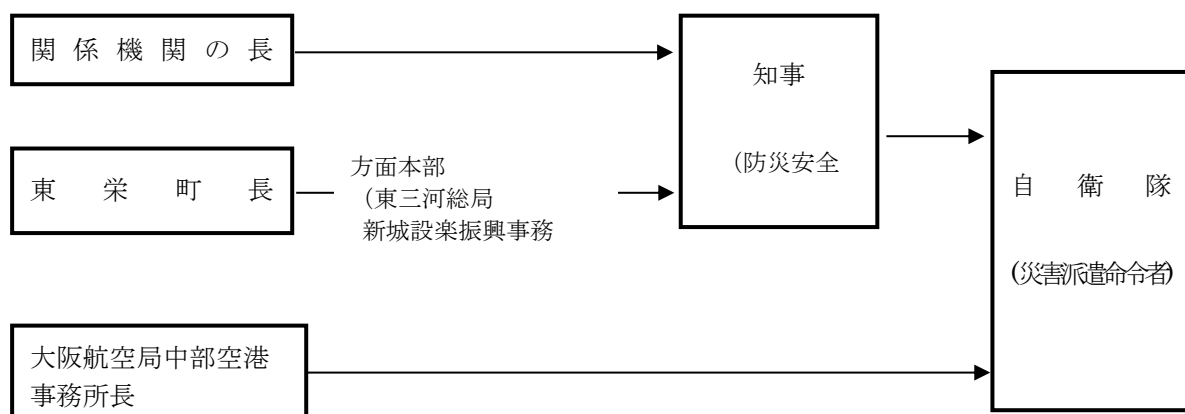 関係機関の長
知事
(防災安全
東栄町長
方面本部
(東三河総局
新城設楽振興事務
自衛隊
(災害派遣命令者)
大阪航空局中部空港
事務所長